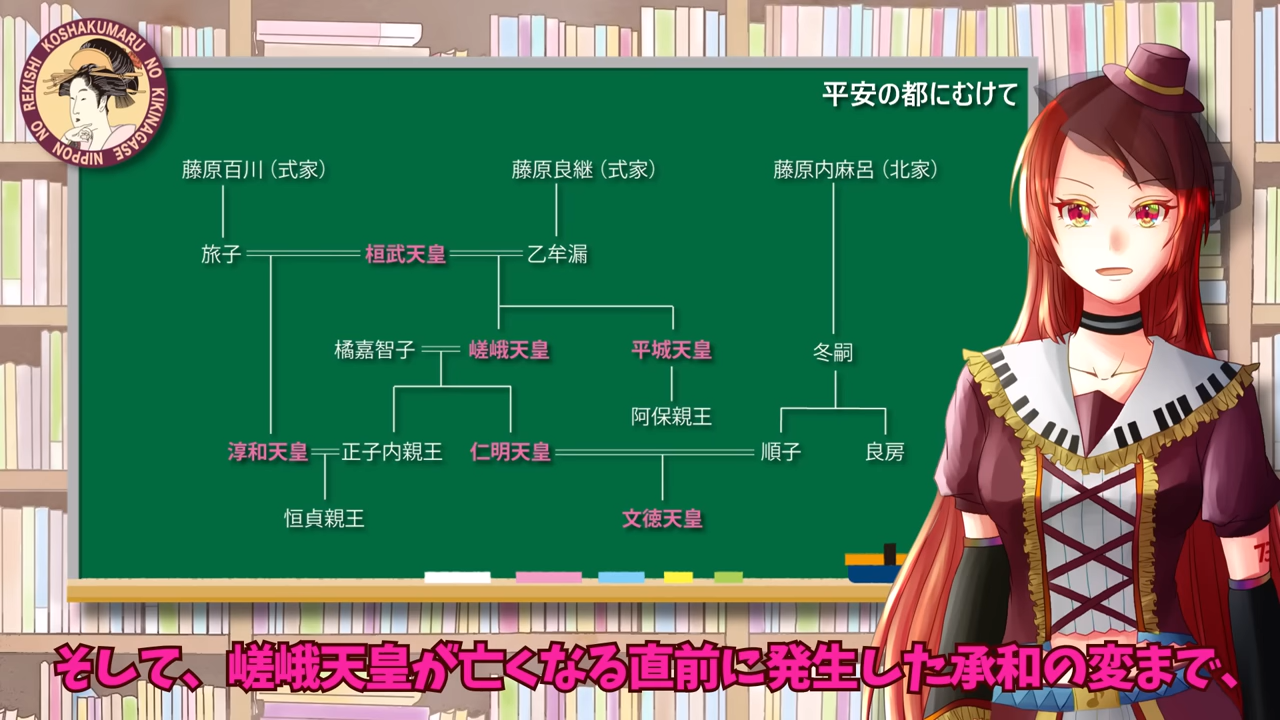 KOSHAKUMARU NO KIKINAGASE NIPPON NO REKISHI
平安の都にむけて
藤原百川（式家）
藤原良継（式家）
藤原内麻呂（北家）
旅子
桓武天皇
乙牟漏
橘嘉智子
嵯峨天皇
平城天皇
冬嗣
阿保親王
淳和天皇
正子内親王
仁明天皇
順子
良房
恒貞親王
文徳天皇
73
そして、嵯峨天皇が亡くなる直前に発生した承和の変まで、